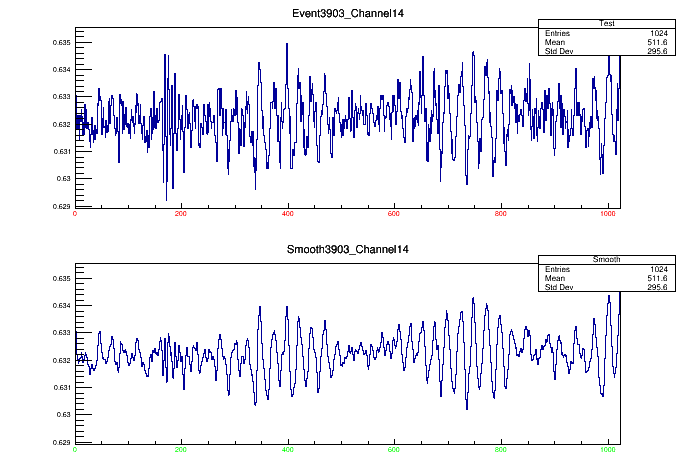 Event3903_Channel14
Test
Entries 1024
Mean 511.6
Std Dev 295.6
0.635
0.634
0.633
0.632
0.631
0.63
0.629
0 200 400 600 800 1000
Smooth3903_Channel14
Smooth
Entries 1024
Mean 511.6
Std Dev 295.6
0.635
0.634
0.633
0.632
0.631
0.63
0.629
0 200 400 600 800 1000